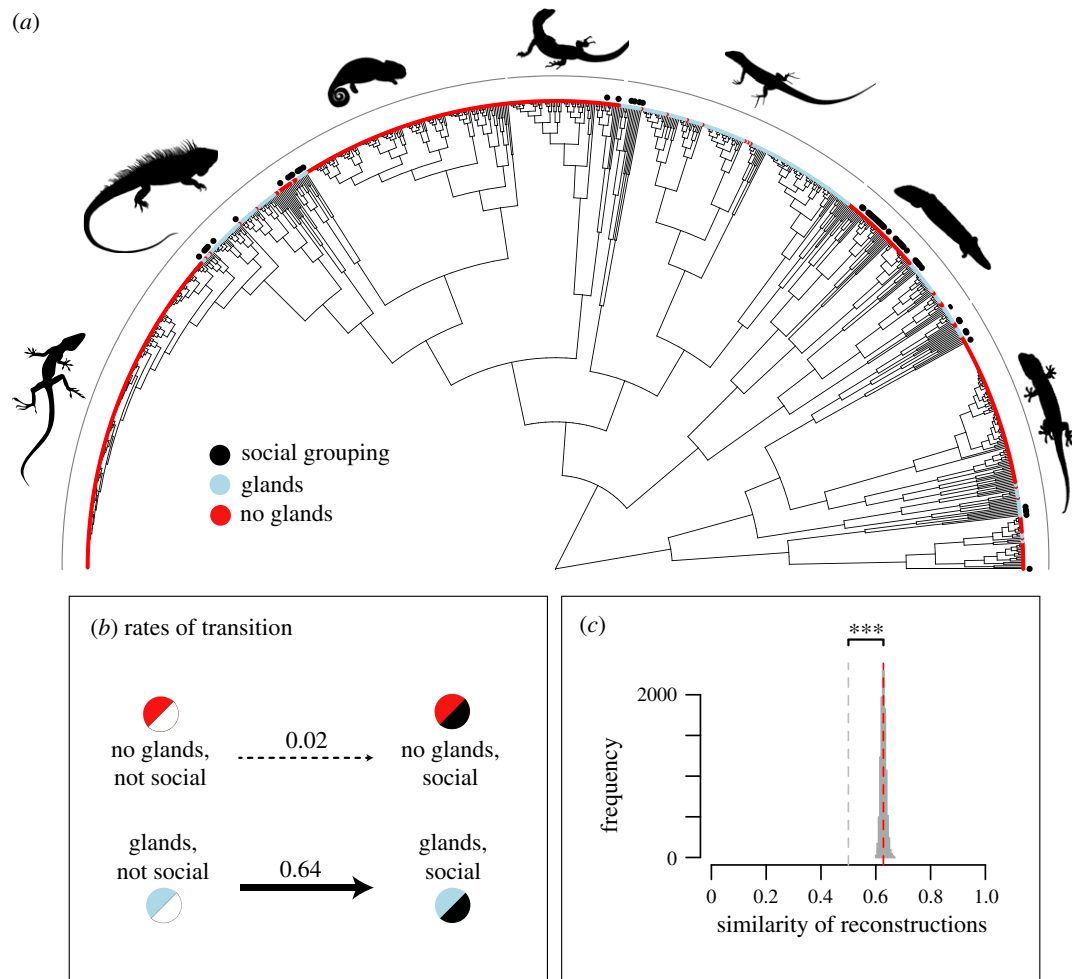 (a)
social grouping
glands
no glands
(b) rates of transition
no glands,
not social
0.02
no glands,
social
glands,
not social
0.64
glands,
social
(c)
***
2000
0
frequency
0 0.2 0.4 0.6 0.8 1.0
similarity of reconstructions